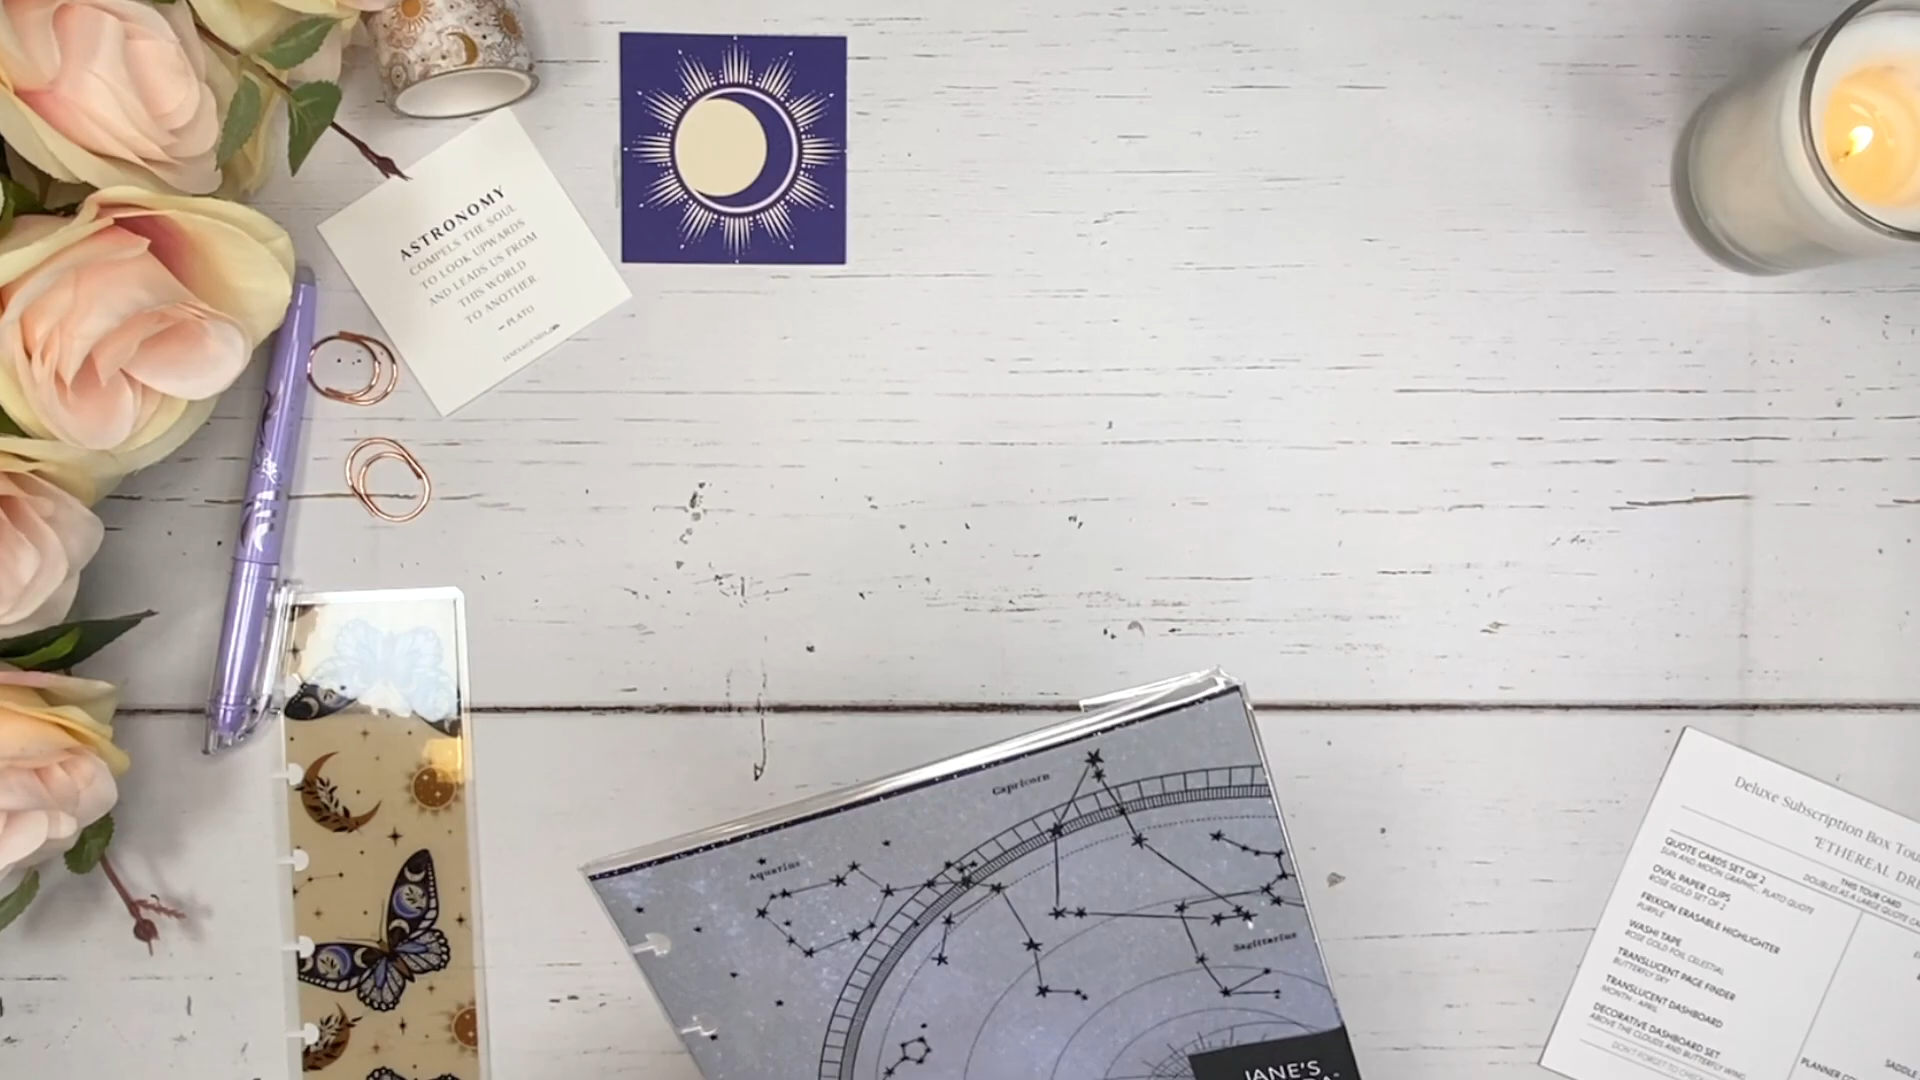 ASTRONOMY
COMPELS THE SOUL
TO LOOK UPWARDS
AND LEADS US FROM
THIS WORLD
TO ANOTHER
– PLATO
Capricorn
Aquarius
Sagittarius
JANE'S
Deluxe Subscription Box
"ETHEREAL
THIS TOUR CARD
DOUBLES AS A LARGE QUOTE
QUOTE CARDS SET OF 2
SUN AND MOON GRAPHIC, PLATO QUOTE
OVAL PAPER CLIPS
ROSE GOLD SET OF 2
FRIXION ERASABLE HIGHLIGHTER
PURPLE
WASHI TAPE
ROSE GOLD FOIL CELESTIAL
TRANSLUCENT PAGE FINDER
BUTTERFLY SKY
TRANSLUCENT DASHBOARD
MONTH - APRIL
DECORATIVE DASHBOARD SET
ABOVE THE CLOUDS AND BUTTERFLY WING
DON'T FORGET TO
PLANNER